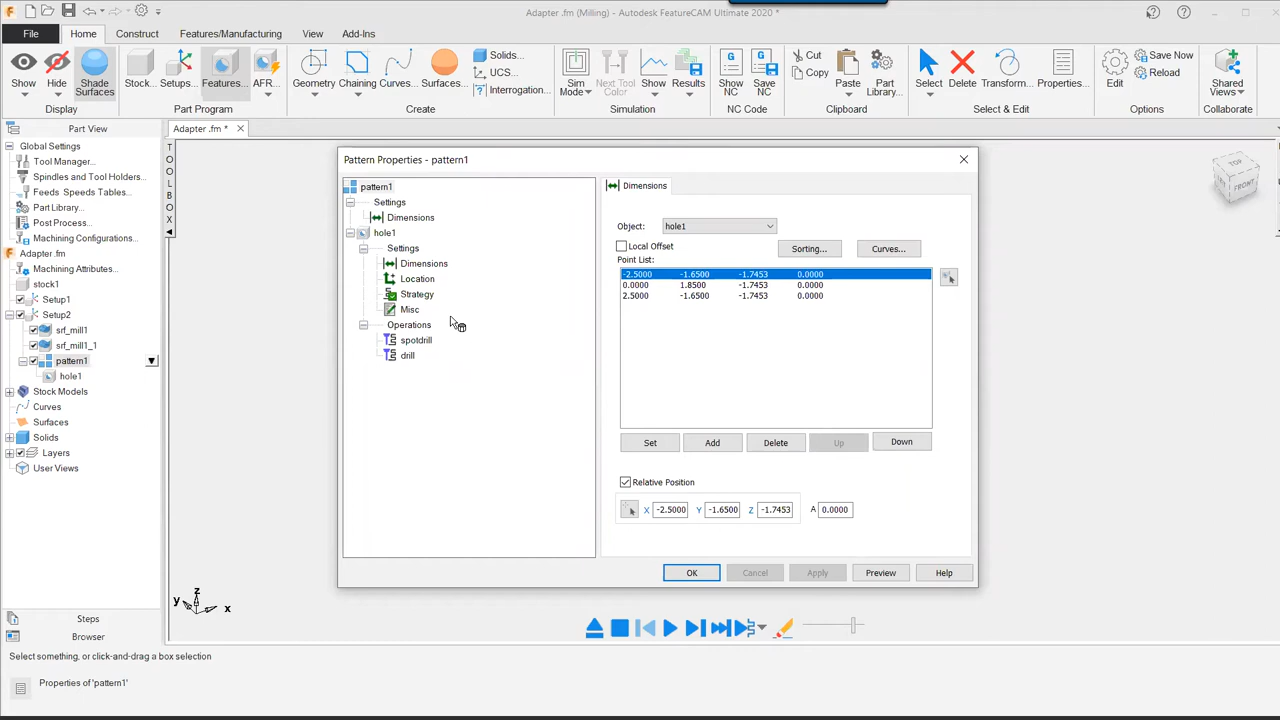 Adapter .fm (Milling) - Autodesk FeatureCAM Ultimate 2020 *
File
Home
Construct
Features/Manufacturing
View
Add-Ins
Show
Hide
Shade Surfaces
Display
Stock...
Setups...
Features...
AFR...
Part Program
Geometry
Chaining
Curves...
Surfaces...
Solids...
UCS...
Interrogation...
Create
Sim Mode
Next Tool Color
Show
Results
Simulation
Show NC
Save NC
NC Code
Cut
Copy
Paste
Part Library...
Clipboard
Select
Delete
Transform...
Properties...
Select & Edit
Edit
Save Now
Reload
Options
Shared Views
Collaborate
Part View
Adapter.fm *
TOOLBOX
Global Settings
Tool Manager...
Spindles and Tool Holders...
Feeds Speeds Tables...
Part Library...
Post Process...
Machining Configurations...
Adapter.fm
Machining Attributes...
stock1
Setup1
Setup2
srf_mill1
srf_mill1_1
pattern1
hole1
Stock Models
Curves
Surfaces
Solids
Layers
User Views
Steps
Browser
Pattern Properties - pattern1
pattern1
Settings
Dimensions
hole1
Settings
Dimensions
Location
Strategy
Misc
Operations
spotdrill
drill
Dimensions
Object: hole1
Local Offset
Sorting...
Curves...
Point List:
-2.5000 -1.6500 -1.7453 0.0000
0.0000 1.8500 -1.7453 0.0000
2.5000 -1.6500 -1.7453 0.0000
Set
Add
Delete
Up
Down
Relative Position
X -2.5000 Y -1.6500 Z -1.7453 A 0.0000
OK
Cancel
Apply
Preview
Help
TOP
FRONT
z
y
x
Select something, or click-and-drag a box selection
Properties of 'pattern1'